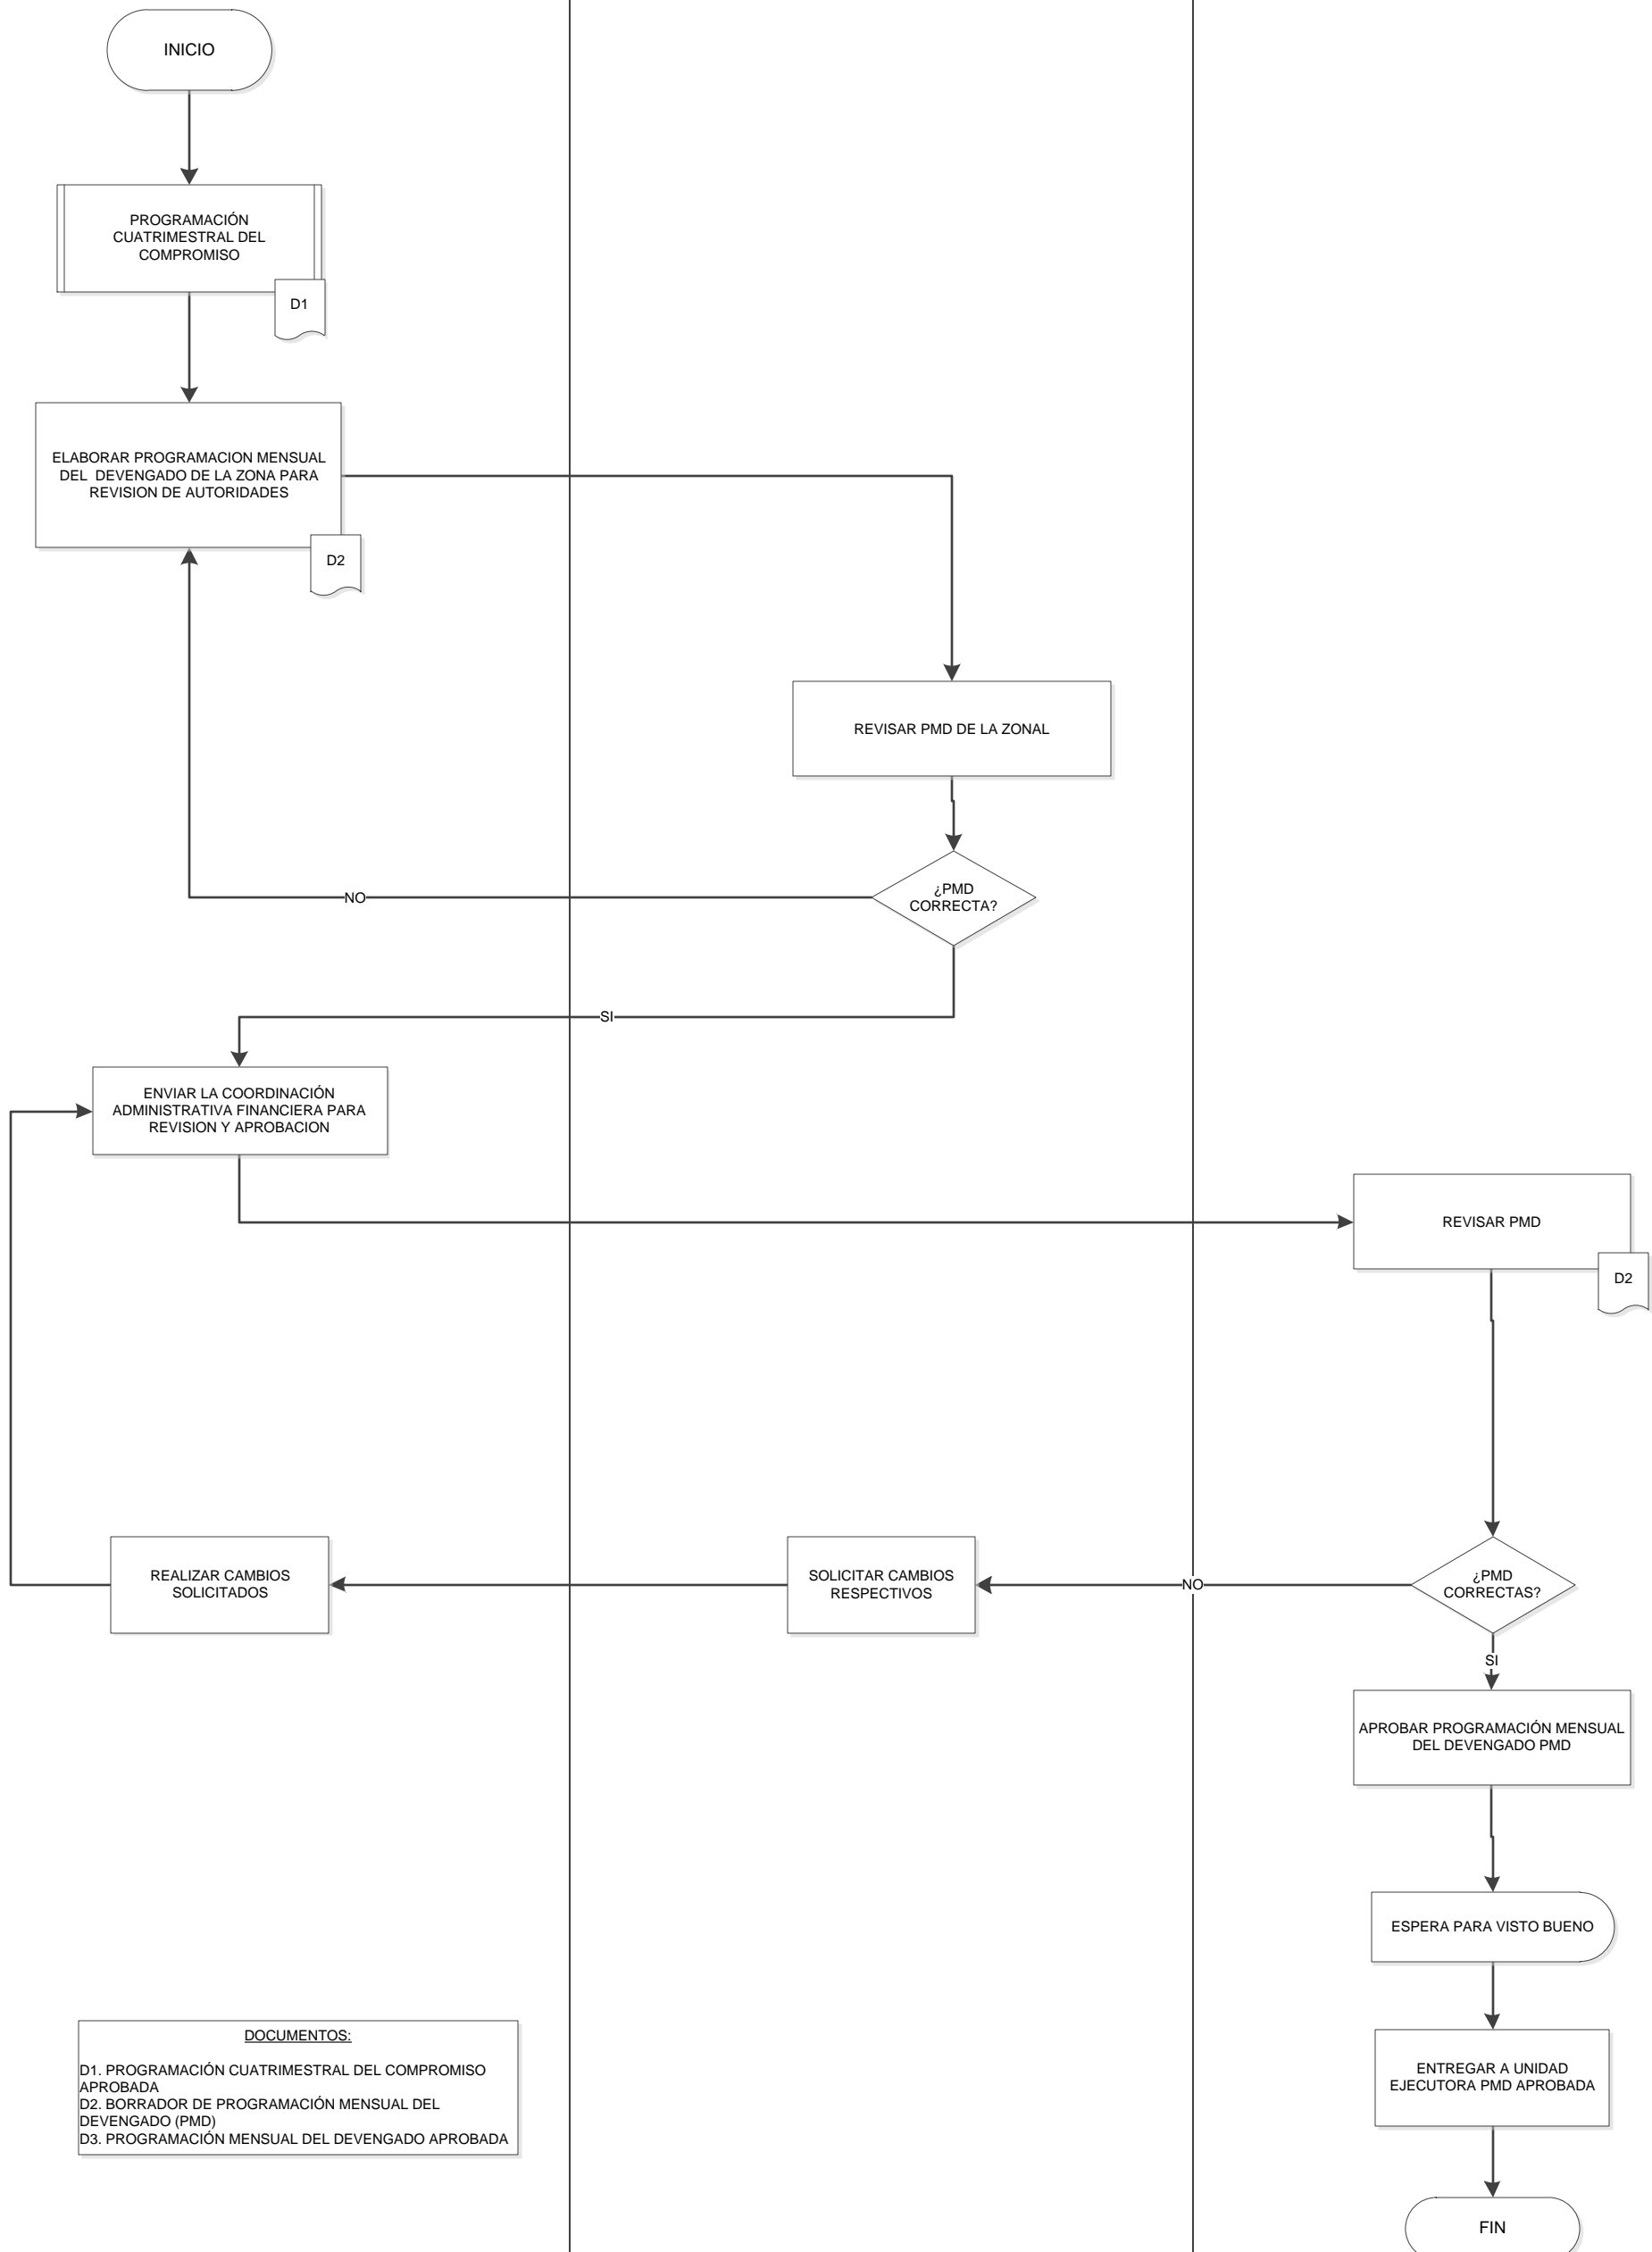 INICIO
PROGRAMACIÓN
CUATRIMESTRAL DEL
COMPROMISO
D1
ELABORAR PROGRAMACION MENSUAL
DEL DEVENGADO DE LA ZONA PARA
REVISION DE AUTORIDADES
D2
REVISAR PMD DE LA ZONAL
¿PMD
CORRECTA?
NO
SI
ENVIAR LA COORDINACIÓN
ADMINISTRATIVA FINANCIERA PARA
REVISION Y APROBACION
REVISAR PMD
D2
REALIZAR CAMBIOS
SOLICITADOS
SOLICITAR CAMBIOS
RESPECTIVOS
NO
¿PMD
CORRECTAS?
SI
APROBAR PROGRAMACIÓN MENSUAL
DEL DEVENGADO PMD
ESPERA PARA VISTO BUENO
ENTREGAR A UNIDAD
EJECUTORA PMD APROBADA
FIN
DOCUMENTOS:
D1. PROGRAMACIÓN CUATRIMESTRAL DEL COMPROMISO
APROBADA
D2. BORRADOR DE PROGRAMACIÓN MENSUAL DEL
DEVENGADO (PMD)
D3. PROGRAMACIÓN MENSUAL DEL DEVENGADO APROBADA